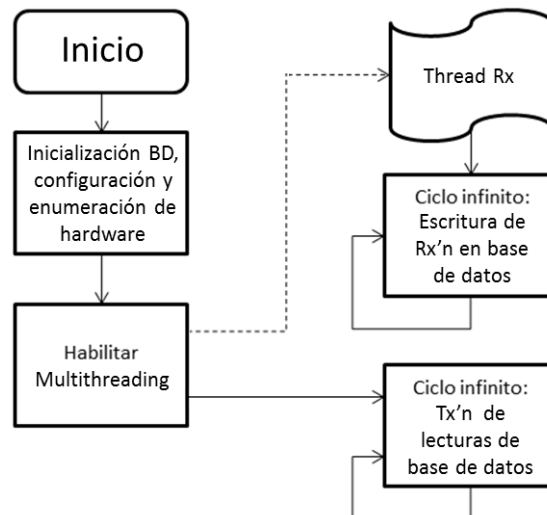 Inicio
Inicialización BD,
configuración y
enumeración de
hardware
Habilitar
Multithreading
Thread Rx
Ciclo infinito:
Escritura de
Rx'n en base
de datos
Ciclo infinito:
Tx'n de
lecturas de
base de datos